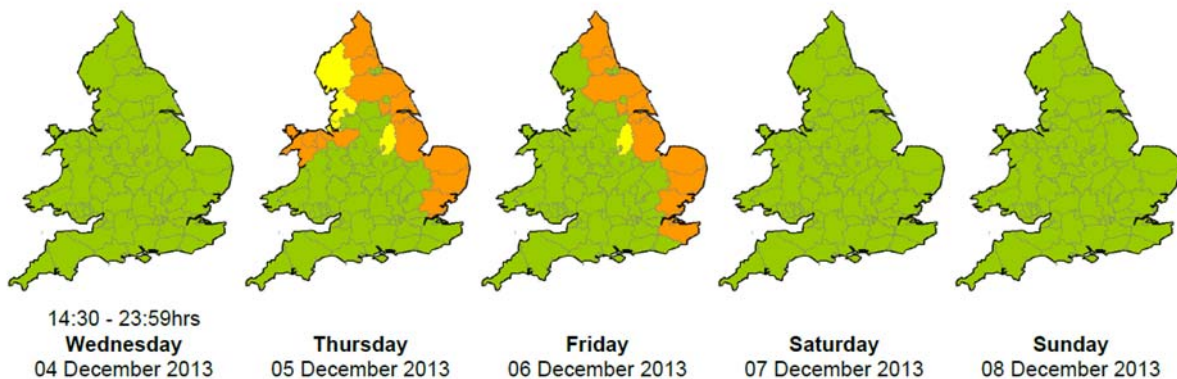 14:30 - 23:59hrs
Wednesday
04 December 2013
Thursday
05 December 2013
Friday
06 December 2013
Saturday
07 December 2013
Sunday
08 December 2013